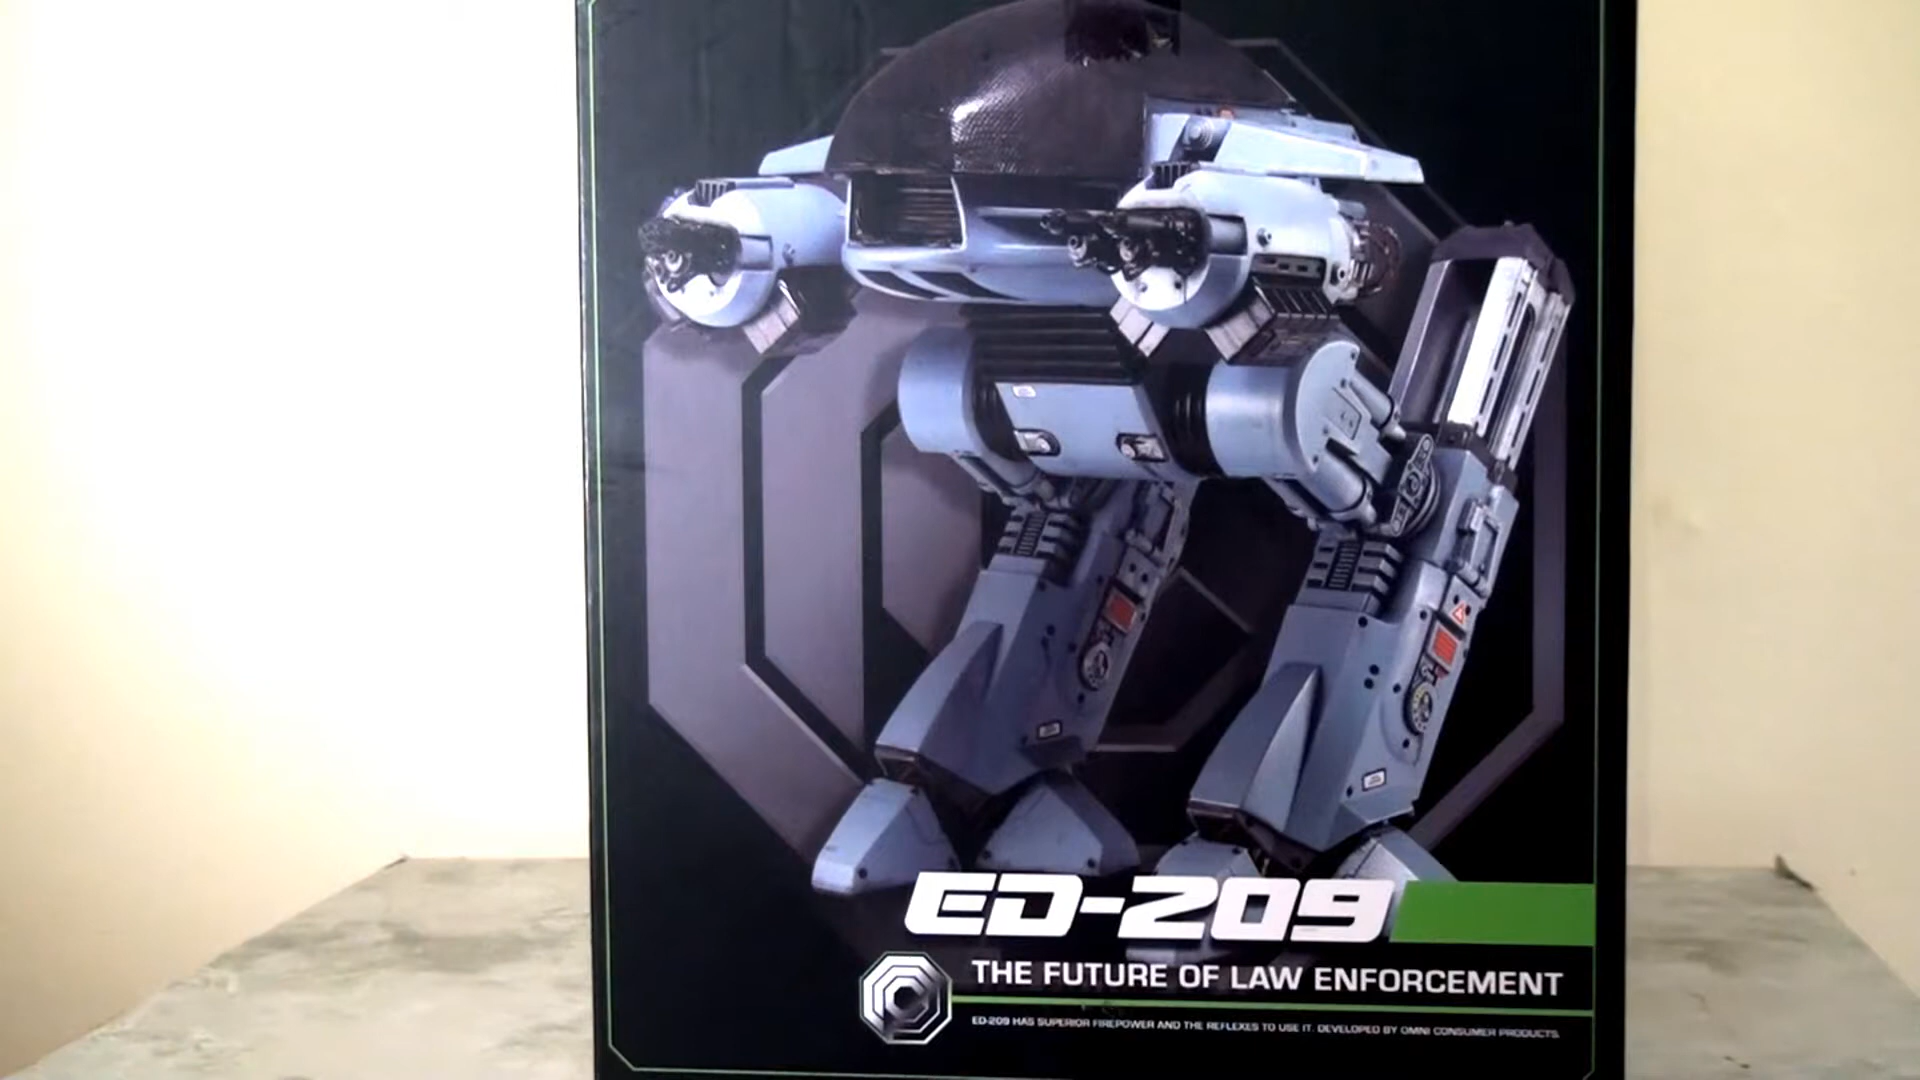 ED-209
THE FUTURE OF LAW ENFORCEMENT
ED-209 HAS SUPERIOR FIREPOWER AND THE REFLEXES TO USE IT. DEVELOPED BY OMNI CONSUMER PRODUCTS.